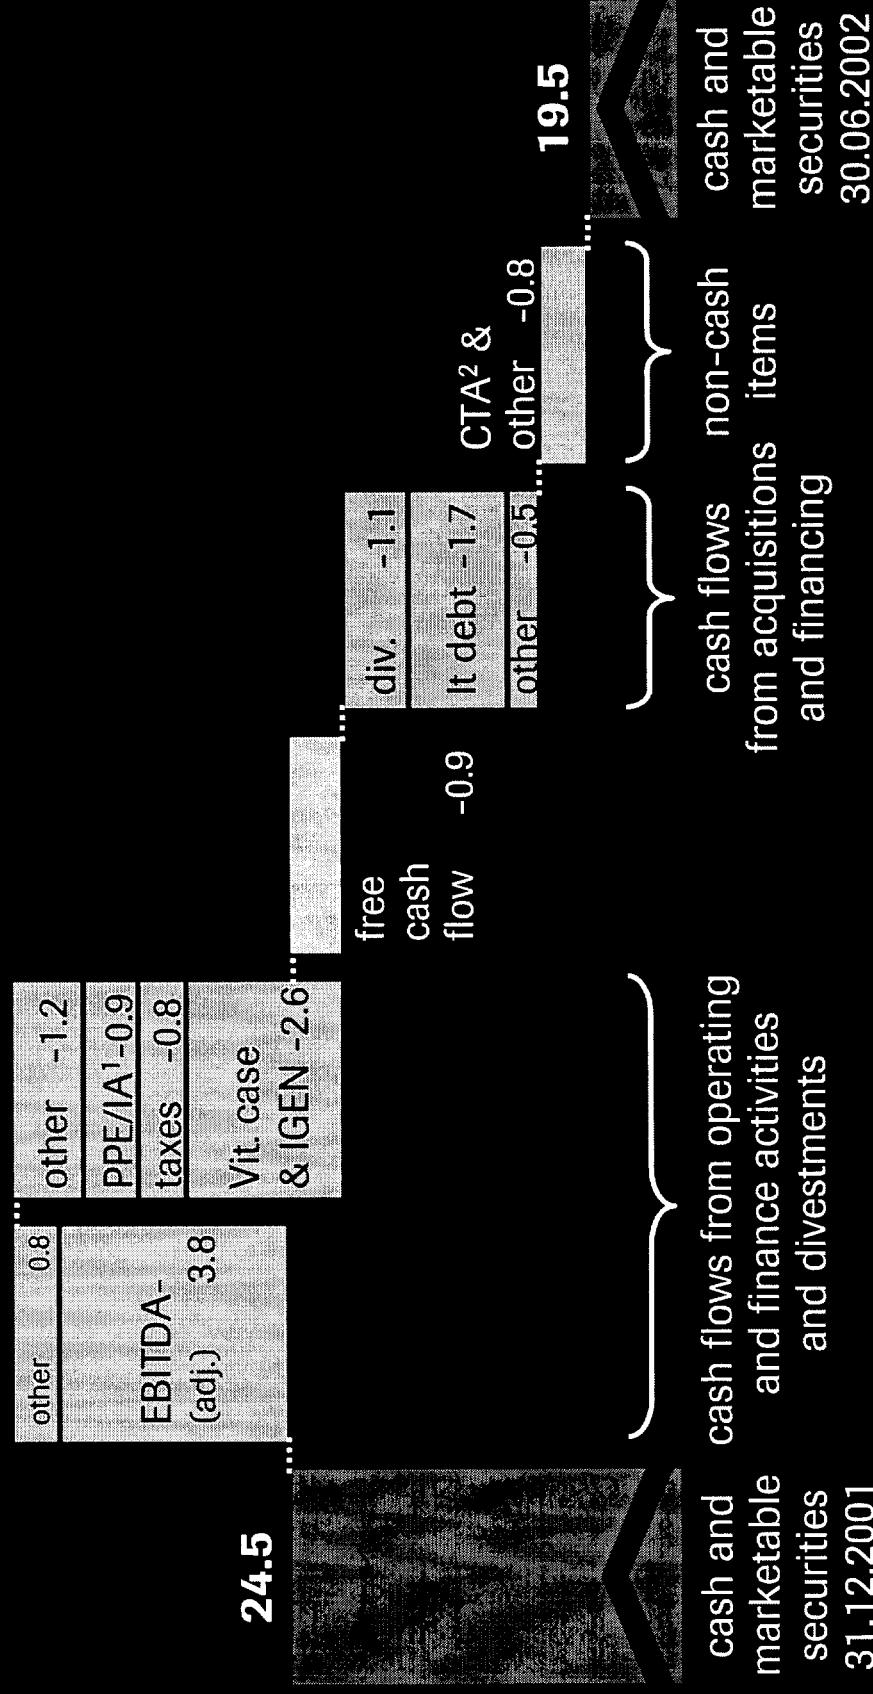 24.5
other 0.8
EBITDA-
(adj.) 3.8
other -1.2
PPE/IA¹-0.9
taxes -0.8
Vit. case
& IGEN -2.6
free
cash
flow -0.9
div. -1.1
lt debt -1.7
other -0.5
CTA² &
other -0.8
19.5
cash and
marketable
securities
31.12.2001
cash flows from operating
and finance activities
and divestments
cash flows
from acquisitions
and financing
non-cash
items
cash and
marketable
securities
30.06.2002